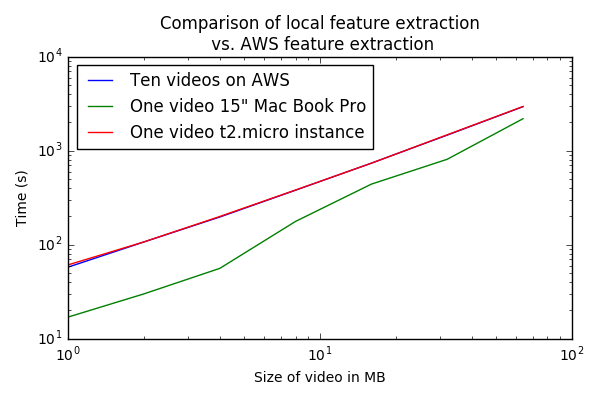 Comparison of local feature extraction
vs. AWS feature extraction
Ten videos on AWS
One video 15" Mac Book Pro
One video t2.micro instance
Time (s)
10⁴
10³
10²
10¹
10⁰ 10¹ 10²
Size of video in MB